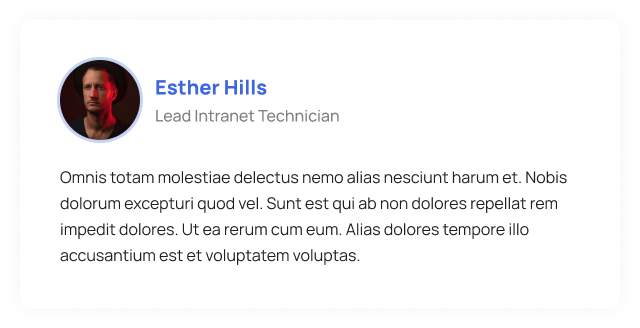 Esther Hills
Lead Intranet Technician
Omnis totam molestiae delectus nemo alias nesciunt harum et. Nobis
dolorum excepturi quod vel. Sunt est qui ab non dolores repellat rem
impedit dolores. Ut ea rerum cum eum. Alias dolores tempore illo
accusantium est et voluptatem voluptas.